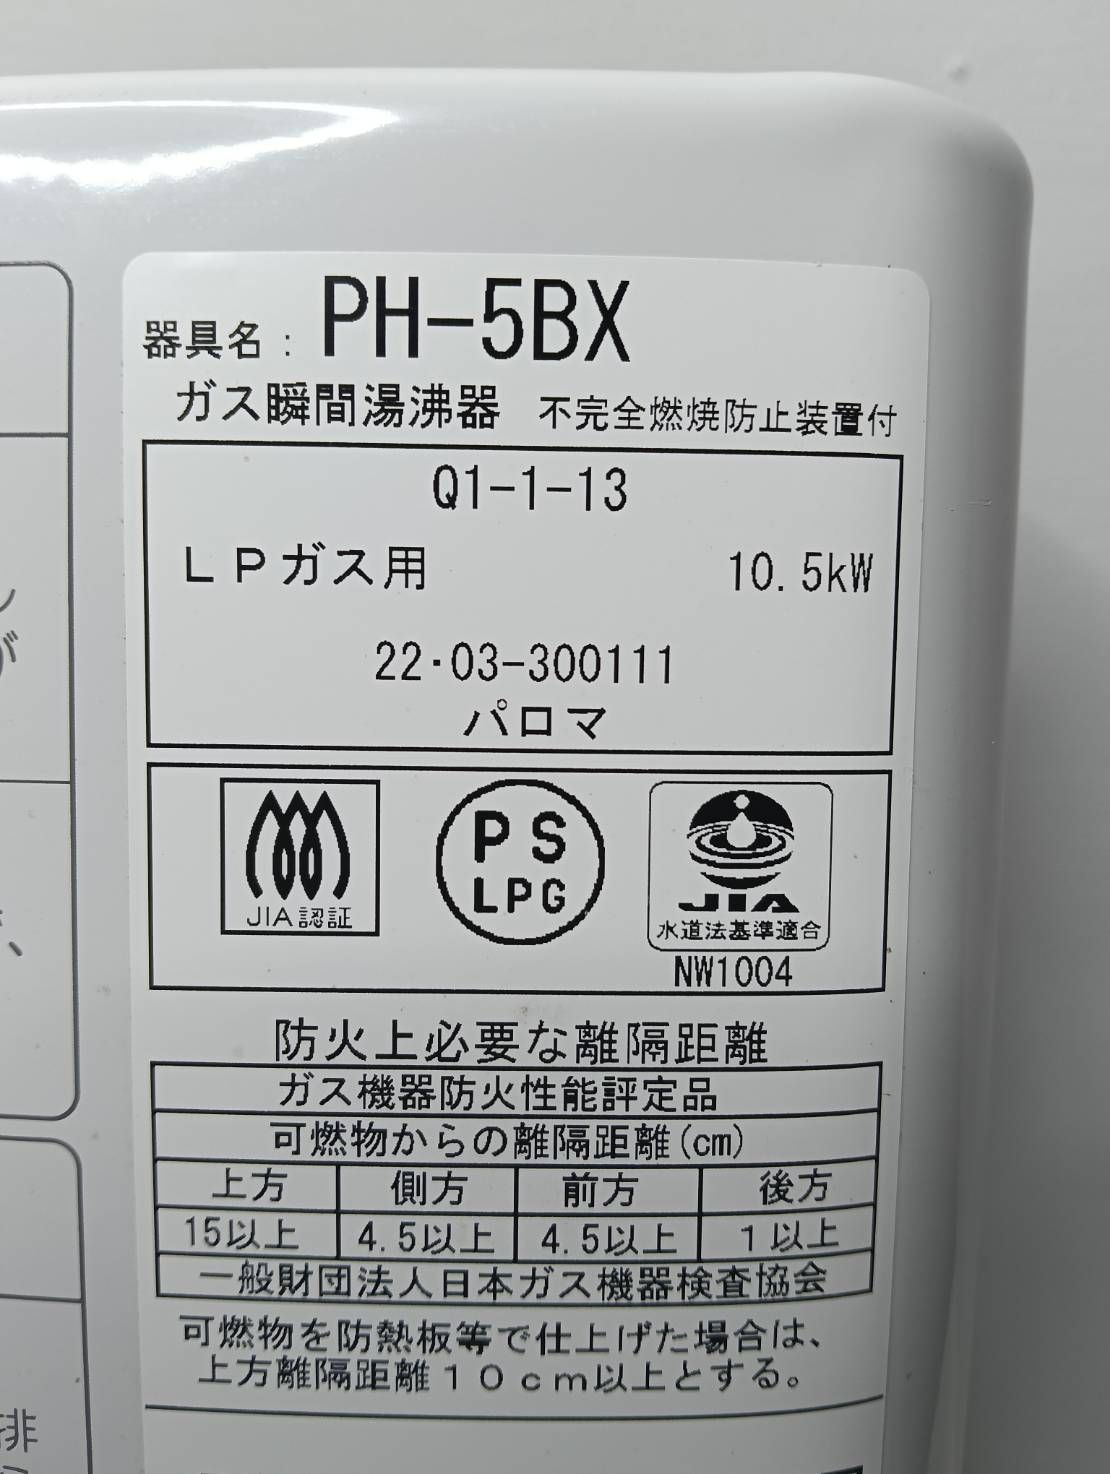 器具名: PH-5BX
ガス瞬間湯沸器 不完全燃焼防止装置付
Q1-1-13
LPガス用 10.5kW
22・03-300111
パロマ
JIA認証
PS
LPG
JIA
水道法基準適合
NW1004
防火上必要な離隔距離
ガス機器防火性能評定品
可燃物からの離隔距離(cm)
上方 側方 前方 後方
15以上 4.5以上 4.5以上 1以上
一般財団法人日本ガス機器検査協会
可燃物を防熱板等で仕上げた場合は、
上方離隔距離10cm以上とする。
が
排